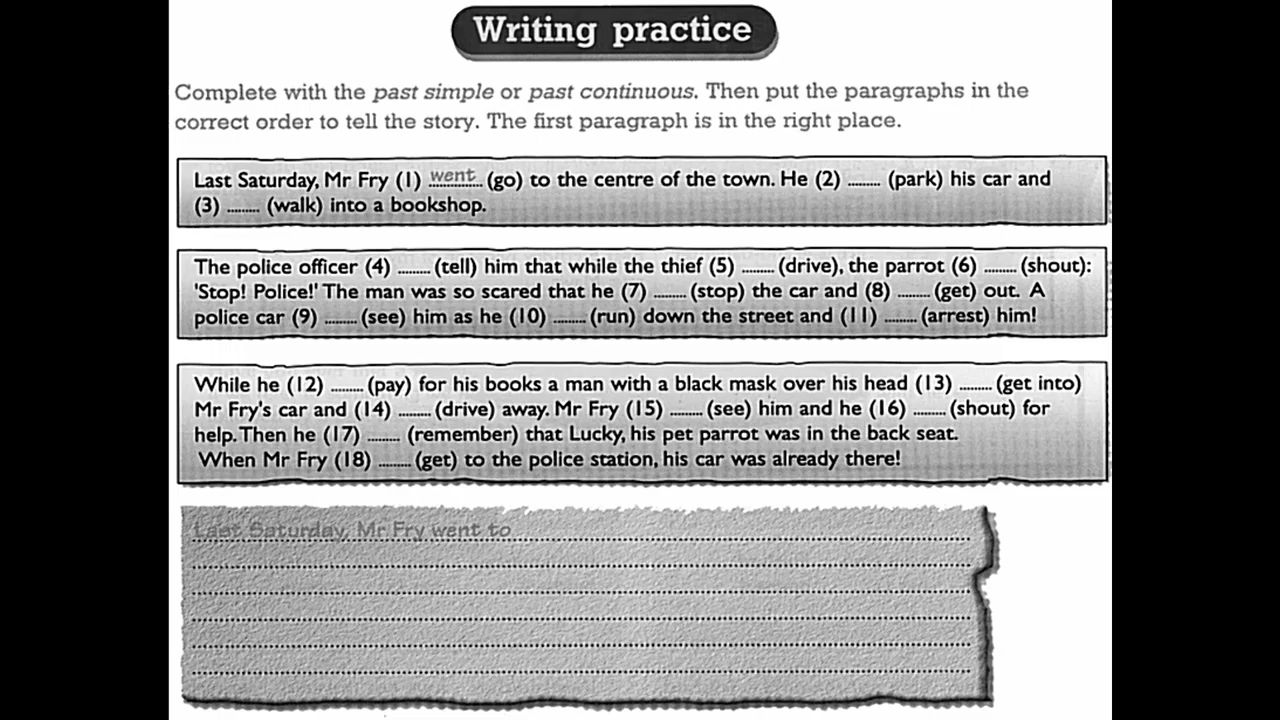 Writing practice
Complete with the past simple or past continuous. Then put the paragraphs in the
correct order to tell the story. The first paragraph is in the right place.
Last Saturday, Mr Fry (1) went (go) to the centre of the town. He (2) ........ (park) his car and
(3) ........ (walk) into a bookshop.
The police officer (4) ........ (tell) him that while the thief (5) ........ (drive), the parrot (6) ........ (shout):
'Stop! Police!' The man was so scared that he (7) ........ (stop) the car and (8) ........ (get) out. A
police car (9) ........ (see) him as he (10) ........ (run) down the street and (11) ........ (arrest) him!
While he (12) ........ (pay) for his books a man with a black mask over his head (13) ........ (get into)
Mr Fry's car and (14) ........ (drive) away. Mr Fry (15) ........ (see) him and he (16) ........ (shout) for
help. Then he (17) ........ (remember) that Lucky, his pet parrot was in the back seat.
When Mr Fry (18) ........ (get) to the police station, his car was already there!
Last Saturday, Mr Fry went to